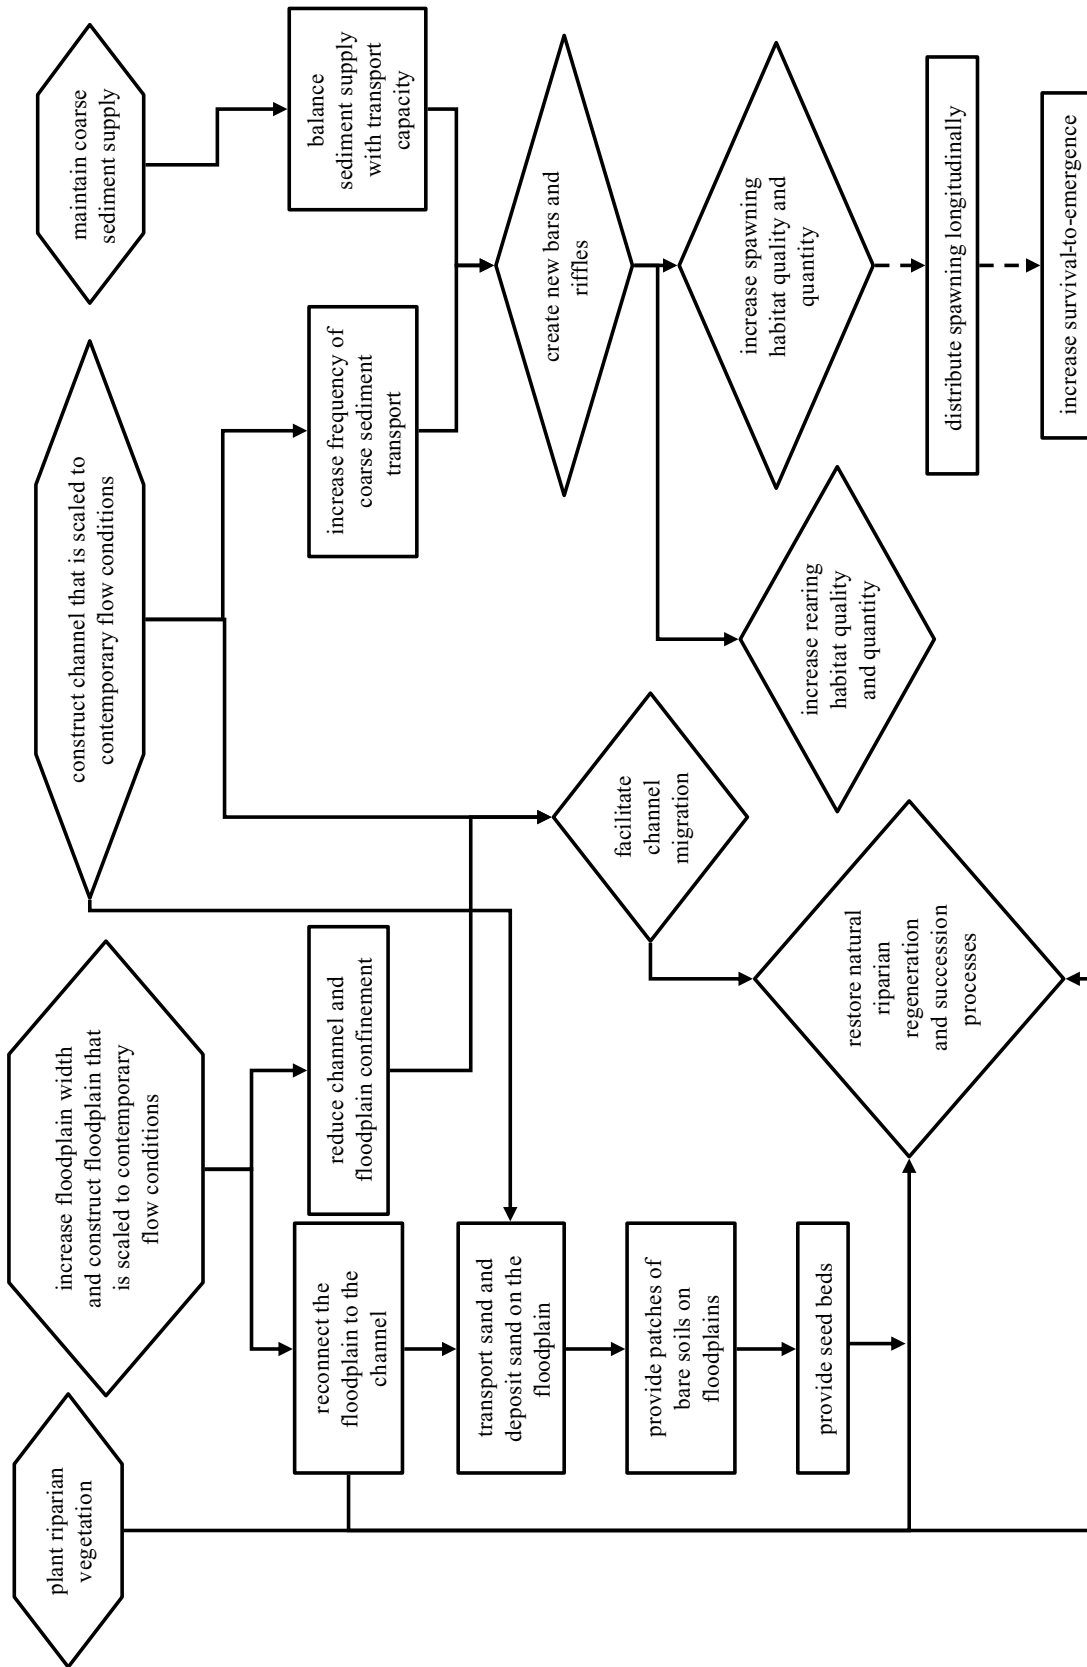 plant riparian
vegetation
increase floodplain width
and construct floodplain that
is scaled to contemporary
flow conditions
construct channel that is scaled to
contemporary flow conditions
maintain coarse
sediment supply
reconnect the
floodplain to the
channel
reduce channel and
floodplain confinement
increase frequency of
coarse sediment
transport
balance
sediment supply
with transport
capacity
transport sand and
deposit sand on the
floodplain
facilitate
channel
migration
create new bars and
riffles
provide patches of
bare soils on
floodplains
provide seed beds
restore natural
riparian
regeneration
and succession
processes
increase rearing
habitat quality
and quantity
increase spawning
habitat quality and
quantity
distribute spawning longitudinally
increase survival-to-emergence